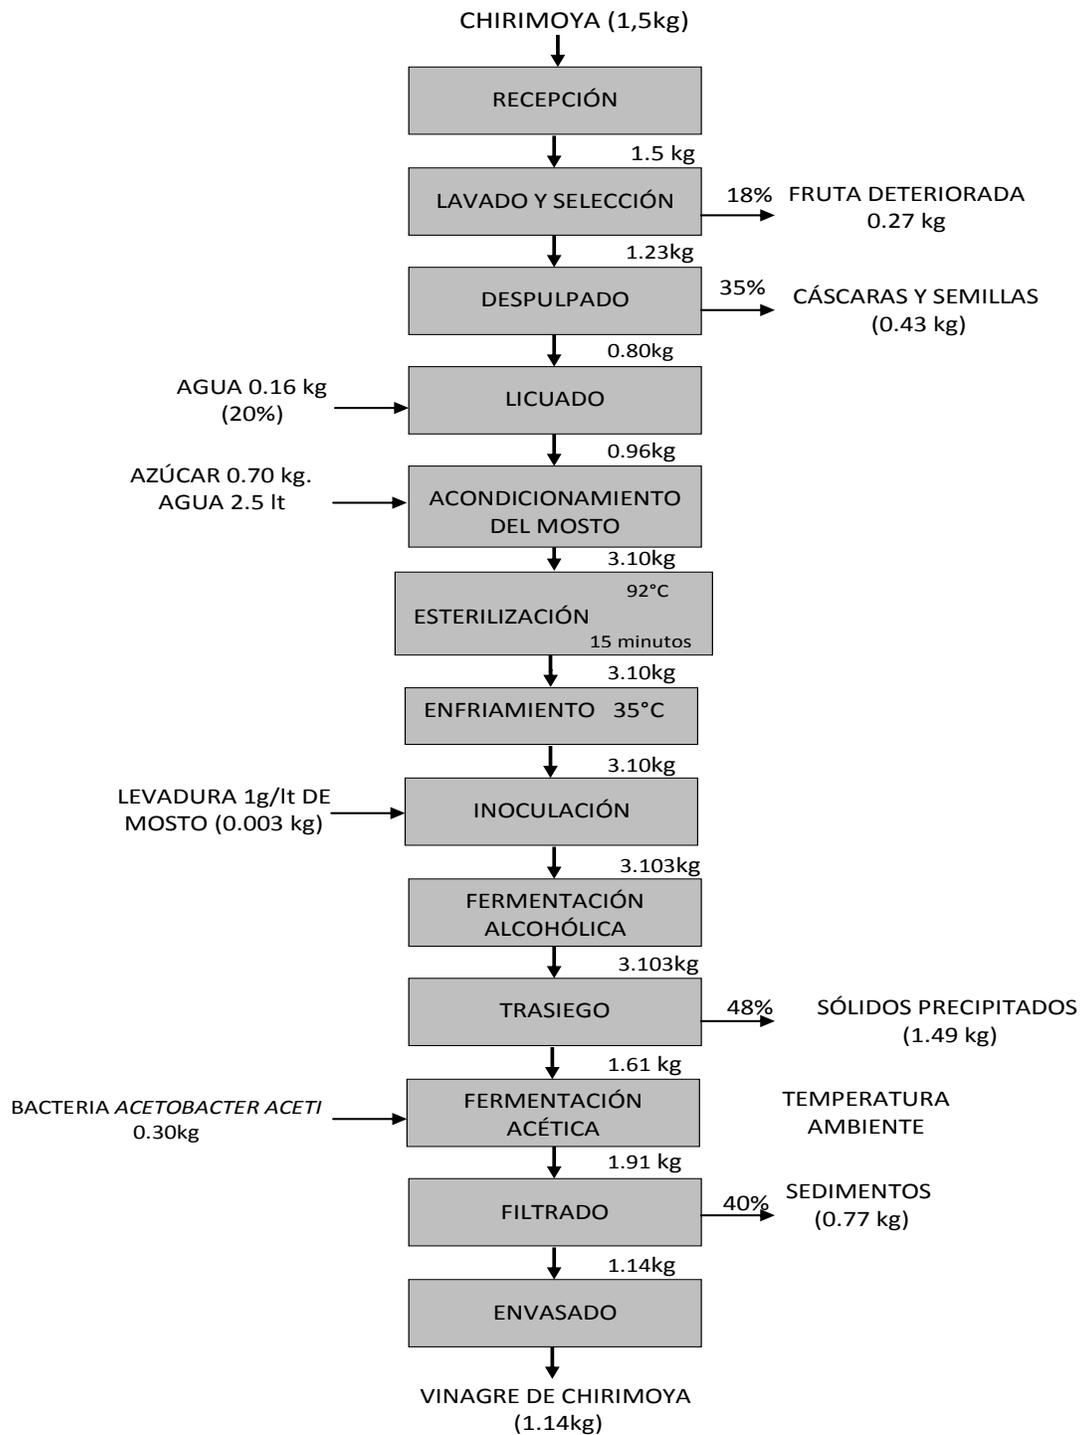 CHIRIMOYA (1,5kg)
RECEPCIÓN
1.5 kg
LAVADO Y SELECCIÓN
18%
FRUTA DETERIORADA
0.27 kg
1.23kg
DESPULPADO
35%
CÁSCARAS Y SEMILLAS
(0.43 kg)
0.80kg
AGUA 0.16 kg
(20%)
LICUADO
0.96kg
AZÚCAR 0.70 kg.
AGUA 2.5 lt
ACONDICIONAMIENTO
DEL MOSTO
3.10kg
92°C
ESTERILIZACIÓN
15 minutos
3.10kg
ENFRIAMIENTO 35°C
3.10kg
LEVADURA 1g/lt DE
MOSTO (0.003 kg)
INOCULACIÓN
3.103kg
FERMENTACIÓN
ALCOHÓLICA
3.103kg
TRASIEGO
48%
SÓLIDOS PRECIPITADOS
(1.49 kg)
1.61 kg
BACTERIA ACETOBACTER ACETI
0.30kg
FERMENTACIÓN
ACÉTICA
TEMPERATURA
AMBIENTE
1.91 kg
FILTRADO
40%
SEDIMENTOS
(0.77 kg)
1.14kg
ENVASADO
VINAGRE DE CHIRIMOYA
(1.14kg)